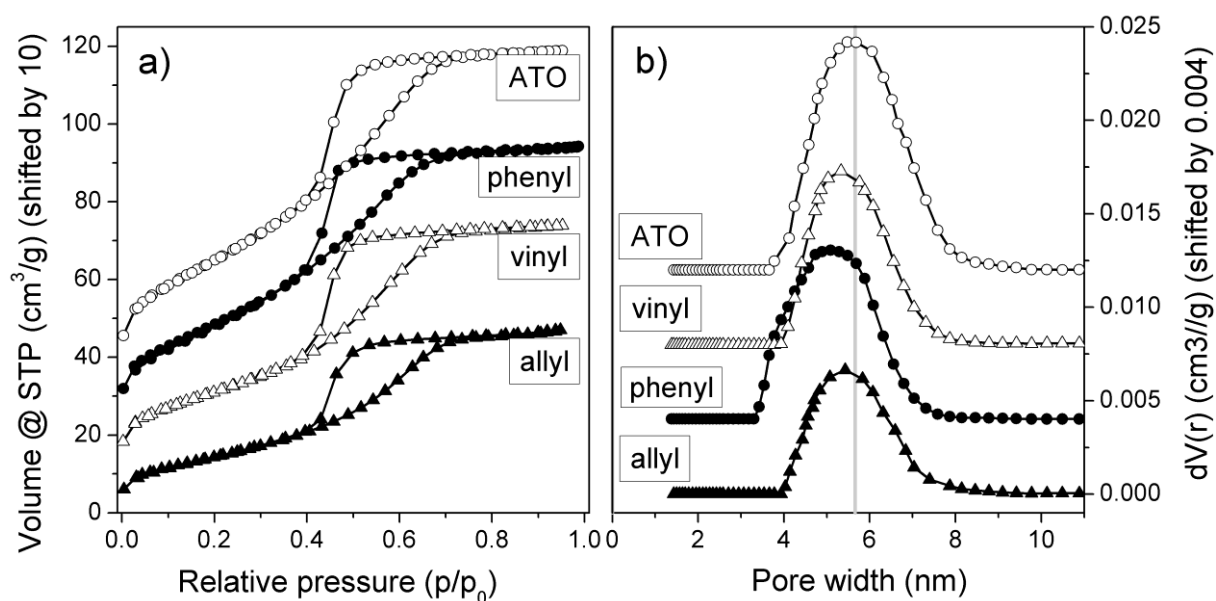 a)
ATO
phenyl
vinyl
allyl
120
100
80
60
40
20
0
0.0 0.2 0.4 0.6 0.8 1.0
Volume @ STP (cm³/g) (shifted by 10)
Relative pressure (p/p₀)
b)
ATO
vinyl
phenyl
allyl
0.025
0.020
0.015
0.010
0.005
0.000
0 2 4 6 8 10
Pore width (nm)
dV(r) (cm3//g) (shifted by 0.004)